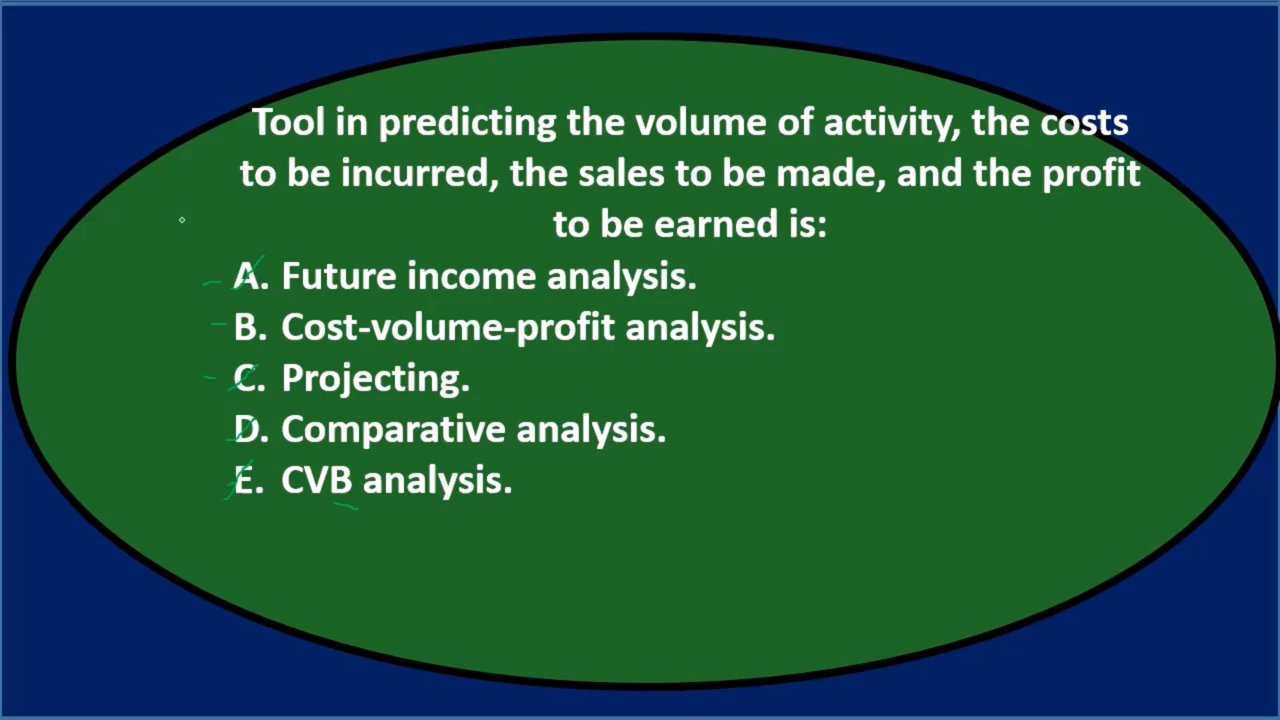 Tool in predicting the volume of activity, the costs
to be incurred, the sales to be made, and the profit
to be earned is:
A. Future income analysis.
B. Cost-volume-profit analysis.
C. Projecting.
D. Comparative analysis.
E. CVB analysis.